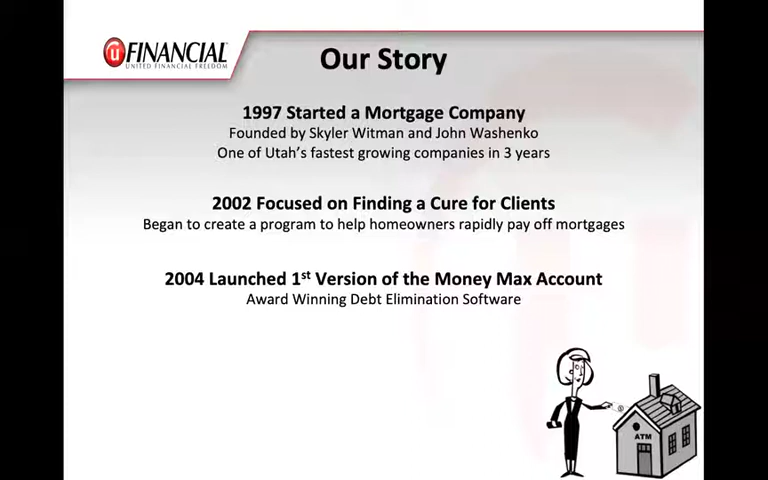 u FINANCIAL
UNITED FINANCIAL FREEDOM
Our Story
1997 Started a Mortgage Company
Founded by Skyler Witman and John Washenko
One of Utah's fastest growing companies in 3 years
2002 Focused on Finding a Cure for Clients
Began to create a program to help homeowners rapidly pay off mortgages
2004 Launched 1st Version of the Money Max Account
Award Winning Debt Elimination Software
ATM